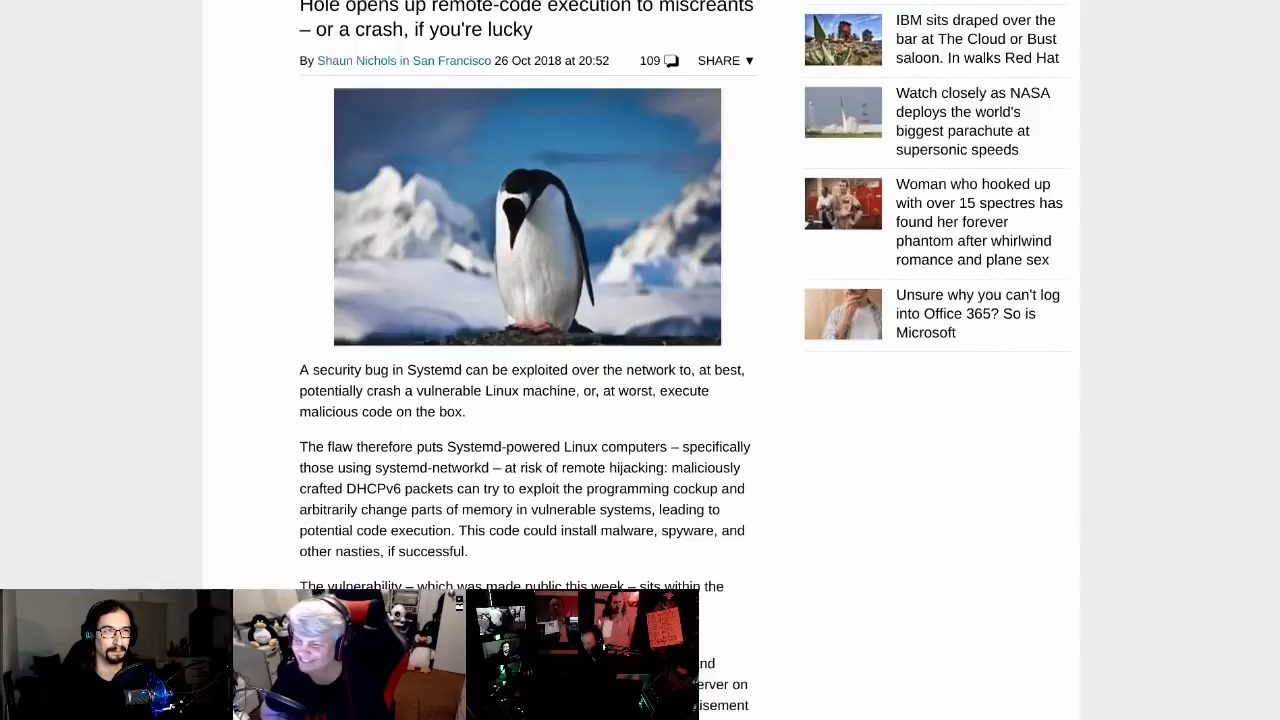 Hole opens up remote-code execution to miscreants
– or a crash, if you're lucky
By Shaun Nichols in San Francisco 26 Oct 2018 at 20:52 109 SHARE ▼
A security bug in Systemd can be exploited over the network to, at best,
potentially crash a vulnerable Linux machine, or, at worst, execute
malicious code on the box.
The flaw therefore puts Systemd-powered Linux computers – specifically
those using systemd-networkd – at risk of remote hijacking: maliciously
crafted DHCPv6 packets can try to exploit the programming cockup and
arbitrarily change parts of memory in vulnerable systems, leading to
potential code execution. This code could install malware, spyware, and
other nasties, if successful.
The vulnerability – which was made public this week – sits within the
nd
erver on
isement
IBM sits draped over the
bar at The Cloud or Bust
saloon. In walks Red Hat
Watch closely as NASA
deploys the world's
biggest parachute at
supersonic speeds
Woman who hooked up
with over 15 spectres has
found her forever
phantom after whirlwind
romance and plane sex
Unsure why you can't log
into Office 365? So is
Microsoft